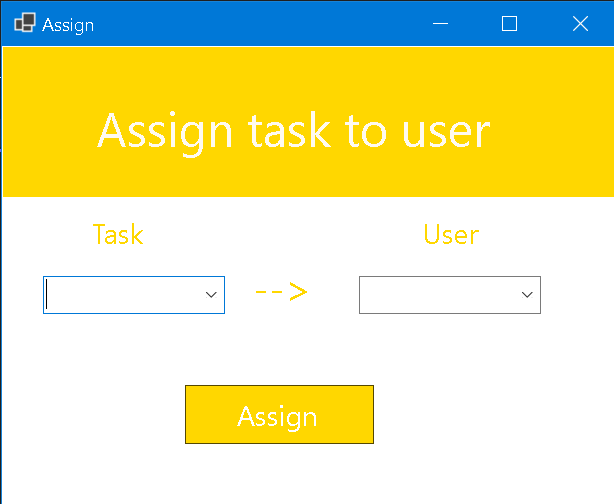 Assign
Assign task to user
Task User
-->
Assign